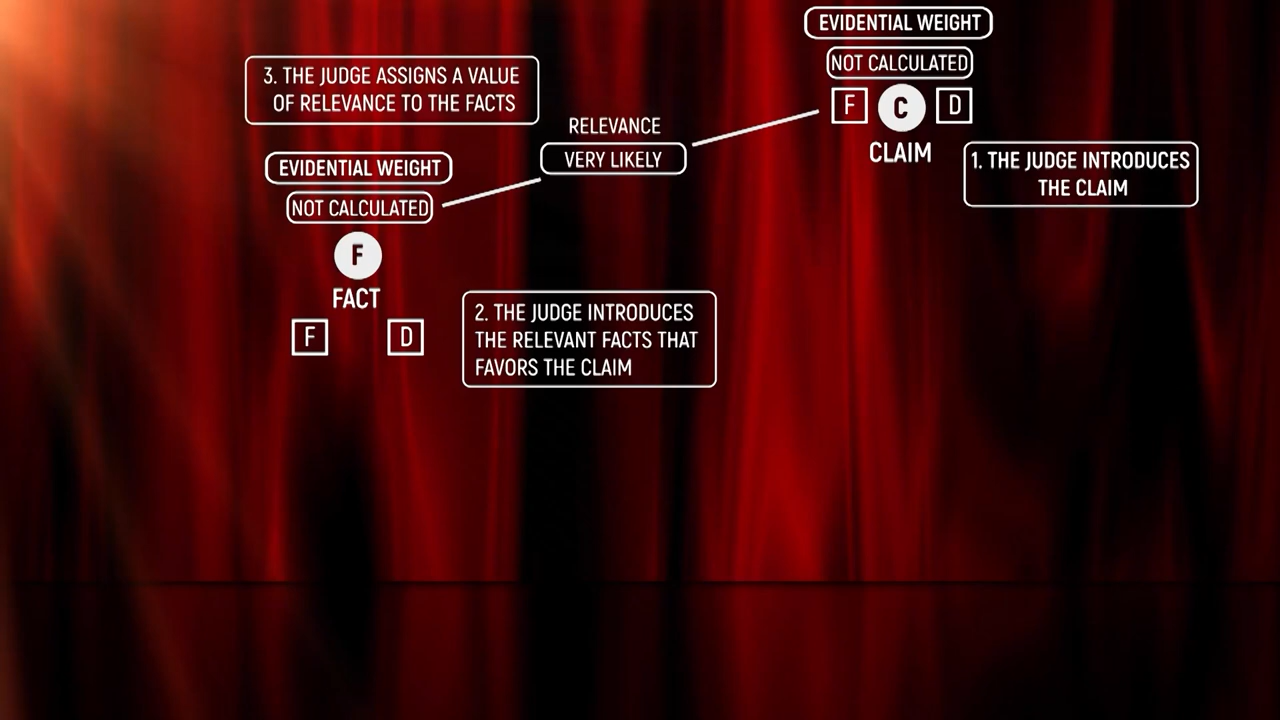 EVIDENTIAL WEIGHT
NOT CALCULATED
F C D
CLAIM
1. THE JUDGE INTRODUCES
THE CLAIM
3. THE JUDGE ASSIGNS A VALUE
OF RELEVANCE TO THE FACTS
RELEVANCE
VERY LIKELY
EVIDENTIAL WEIGHT
NOT CALCULATED
F
FACT
F D
2. THE JUDGE INTRODUCES
THE RELEVANT FACTS THAT
FAVORS THE CLAIM